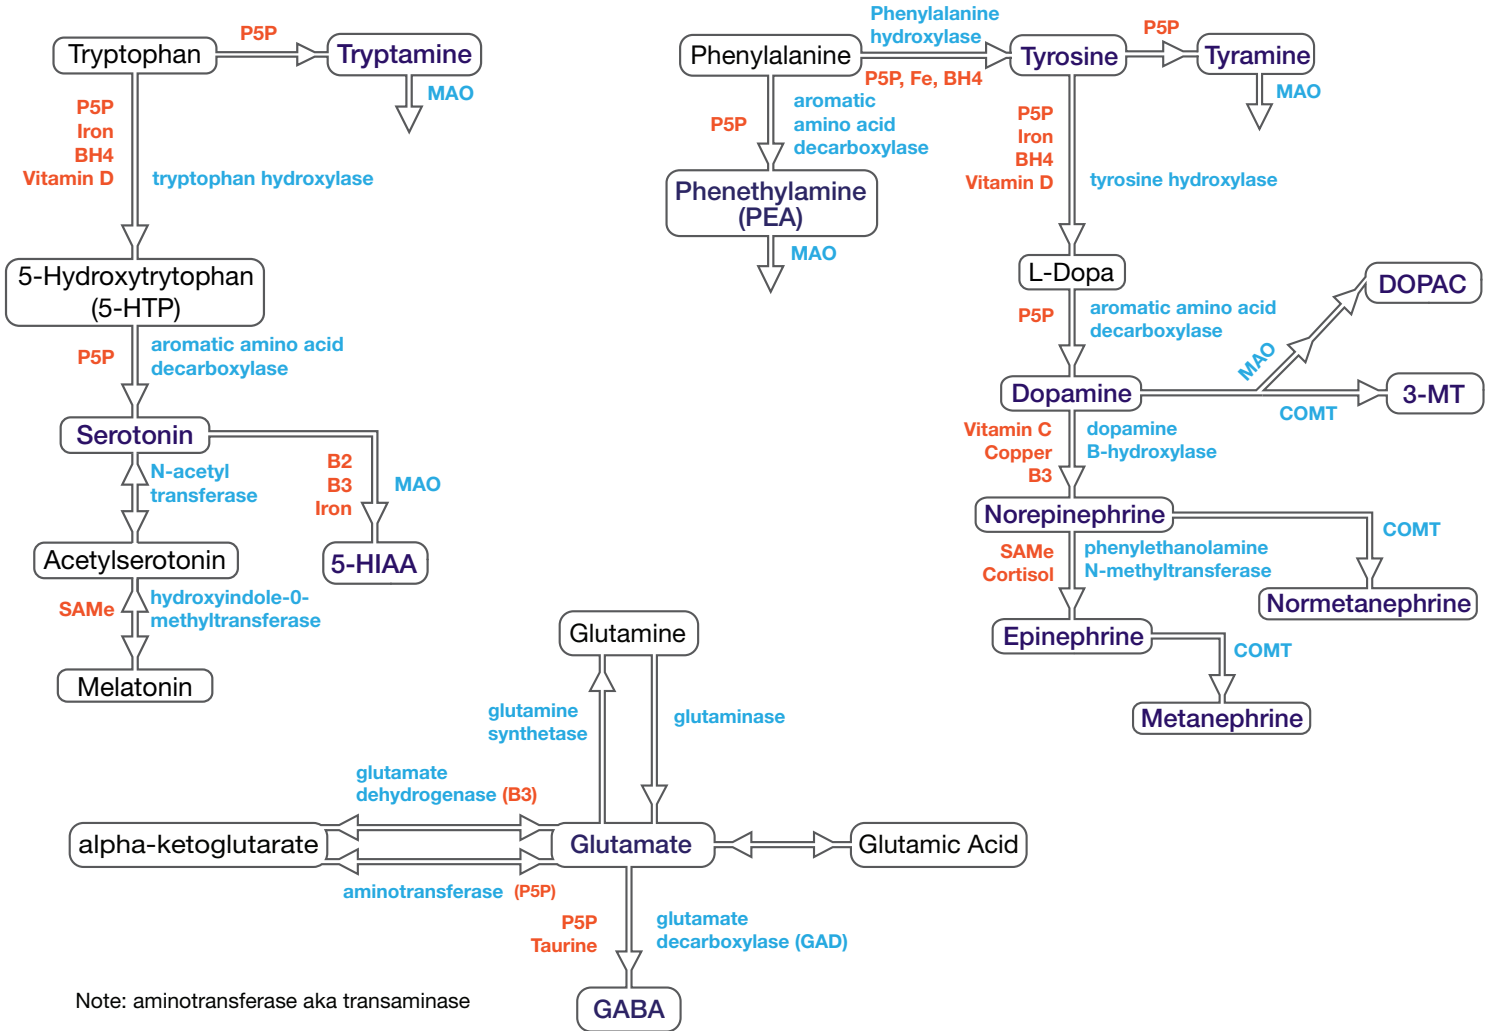 Tryptophan
P5P
Tryptamine
MAO
P5P
Iron
BH4
Vitamin D
tryptophan hydroxylase
5-Hydroxytrytophan
(5-HTP)
P5P
aromatic amino acid
decarboxylase
Serotonin
N-acetyl
transferase
B2
B3
Iron
MAO
5-HIAA
Acetylserotonin
SAMe
hydroxyindole-0-
methyltransferase
Melatonin
Phenylalanine
Phenylalanine
hydroxylase
P5P, Fe, BH4
Tyrosine
P5P
Tyramine
MAO
P5P
aromatic
amino acid
decarboxylase
Phenethylamine
(PEA)
MAO
P5P
Iron
BH4
Vitamin D
tyrosine hydroxylase
L-Dopa
P5P
aromatic amino acid
decarboxylase
Dopamine
MAO
DOPAC
COMT
3-MT
Vitamin C
Copper
B3
dopamine
B-hydroxylase
Norepinephrine
COMT
Normetanephrine
SAMe
Cortisol
phenylethanolamine
N-methyltransferase
Epinephrine
COMT
Metanephrine
Glutamine
glutamine
synthetase
glutaminase
glutamate
dehydrogenase (B3)
alpha-ketoglutarate
Glutamate
Glutamic Acid
aminotransferase (P5P)
P5P
Taurine
glutamate
decarboxylase (GAD)
GABA
Note: aminotransferase aka transaminase